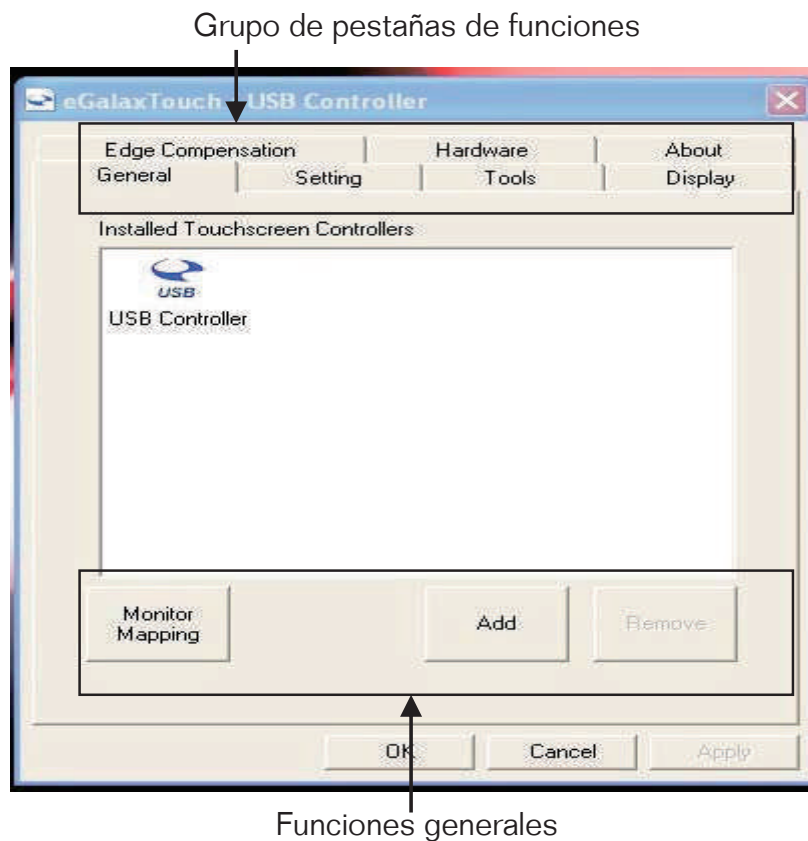 Grupo de pestañas de funciones
eGalaxTouch : USB Controller
Edge Compensation Hardware About
General Setting Tools Display
Installed Touchscreen Controllers
USB
USB Controller
Monitor
Mapping
Add
Remove
OK Cancel Apply
Funciones generales